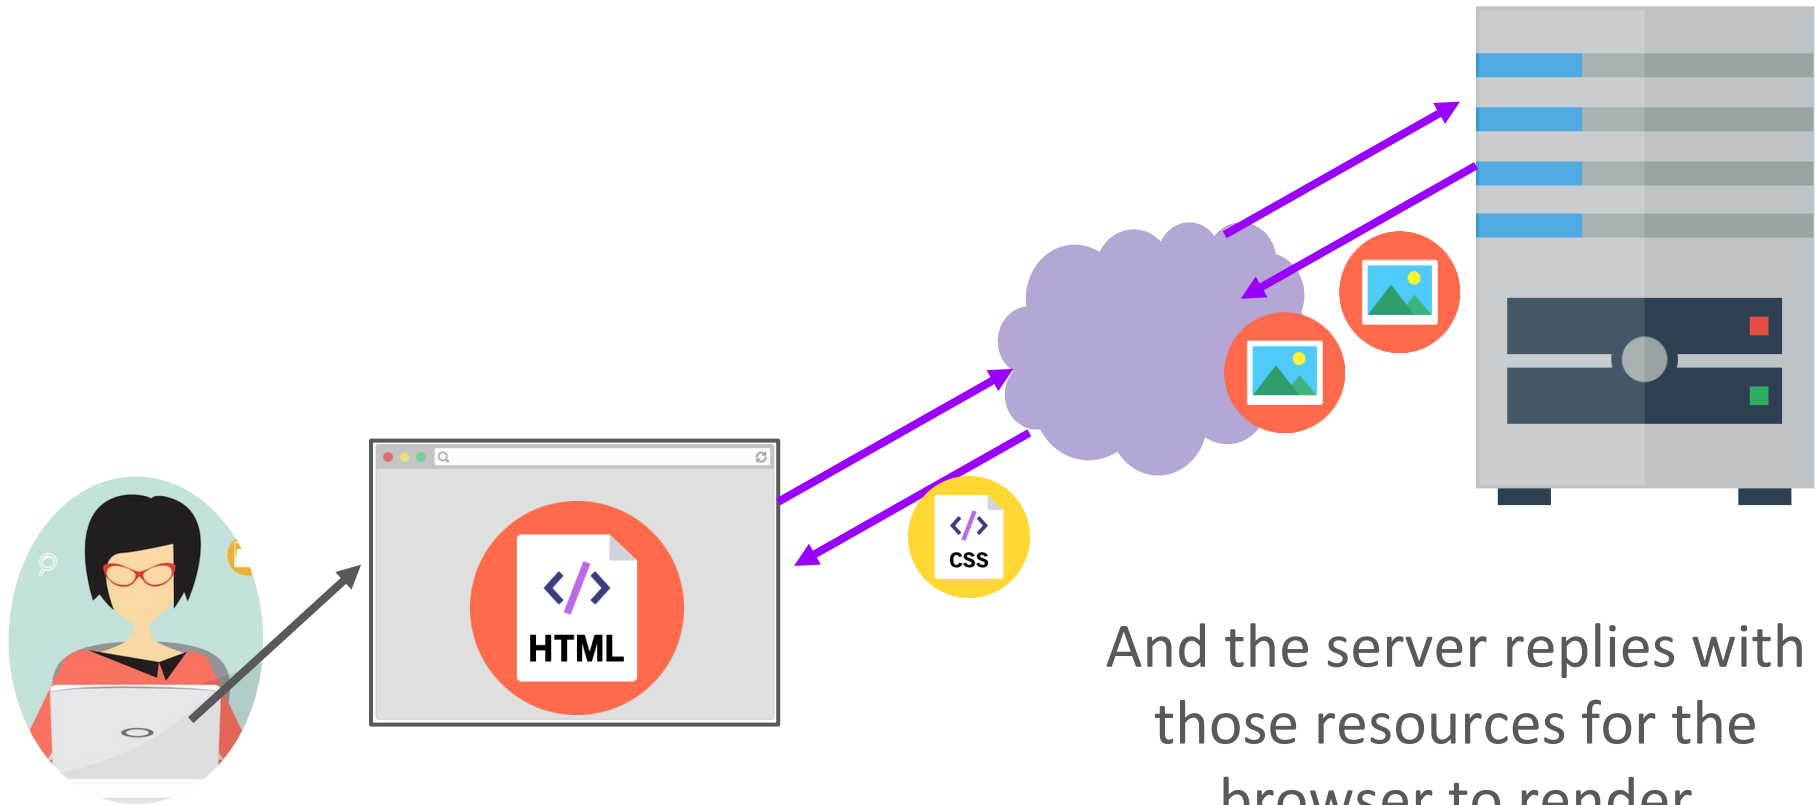 HTML
</>
CSS
And the server replies with
those resources for the
browser to render